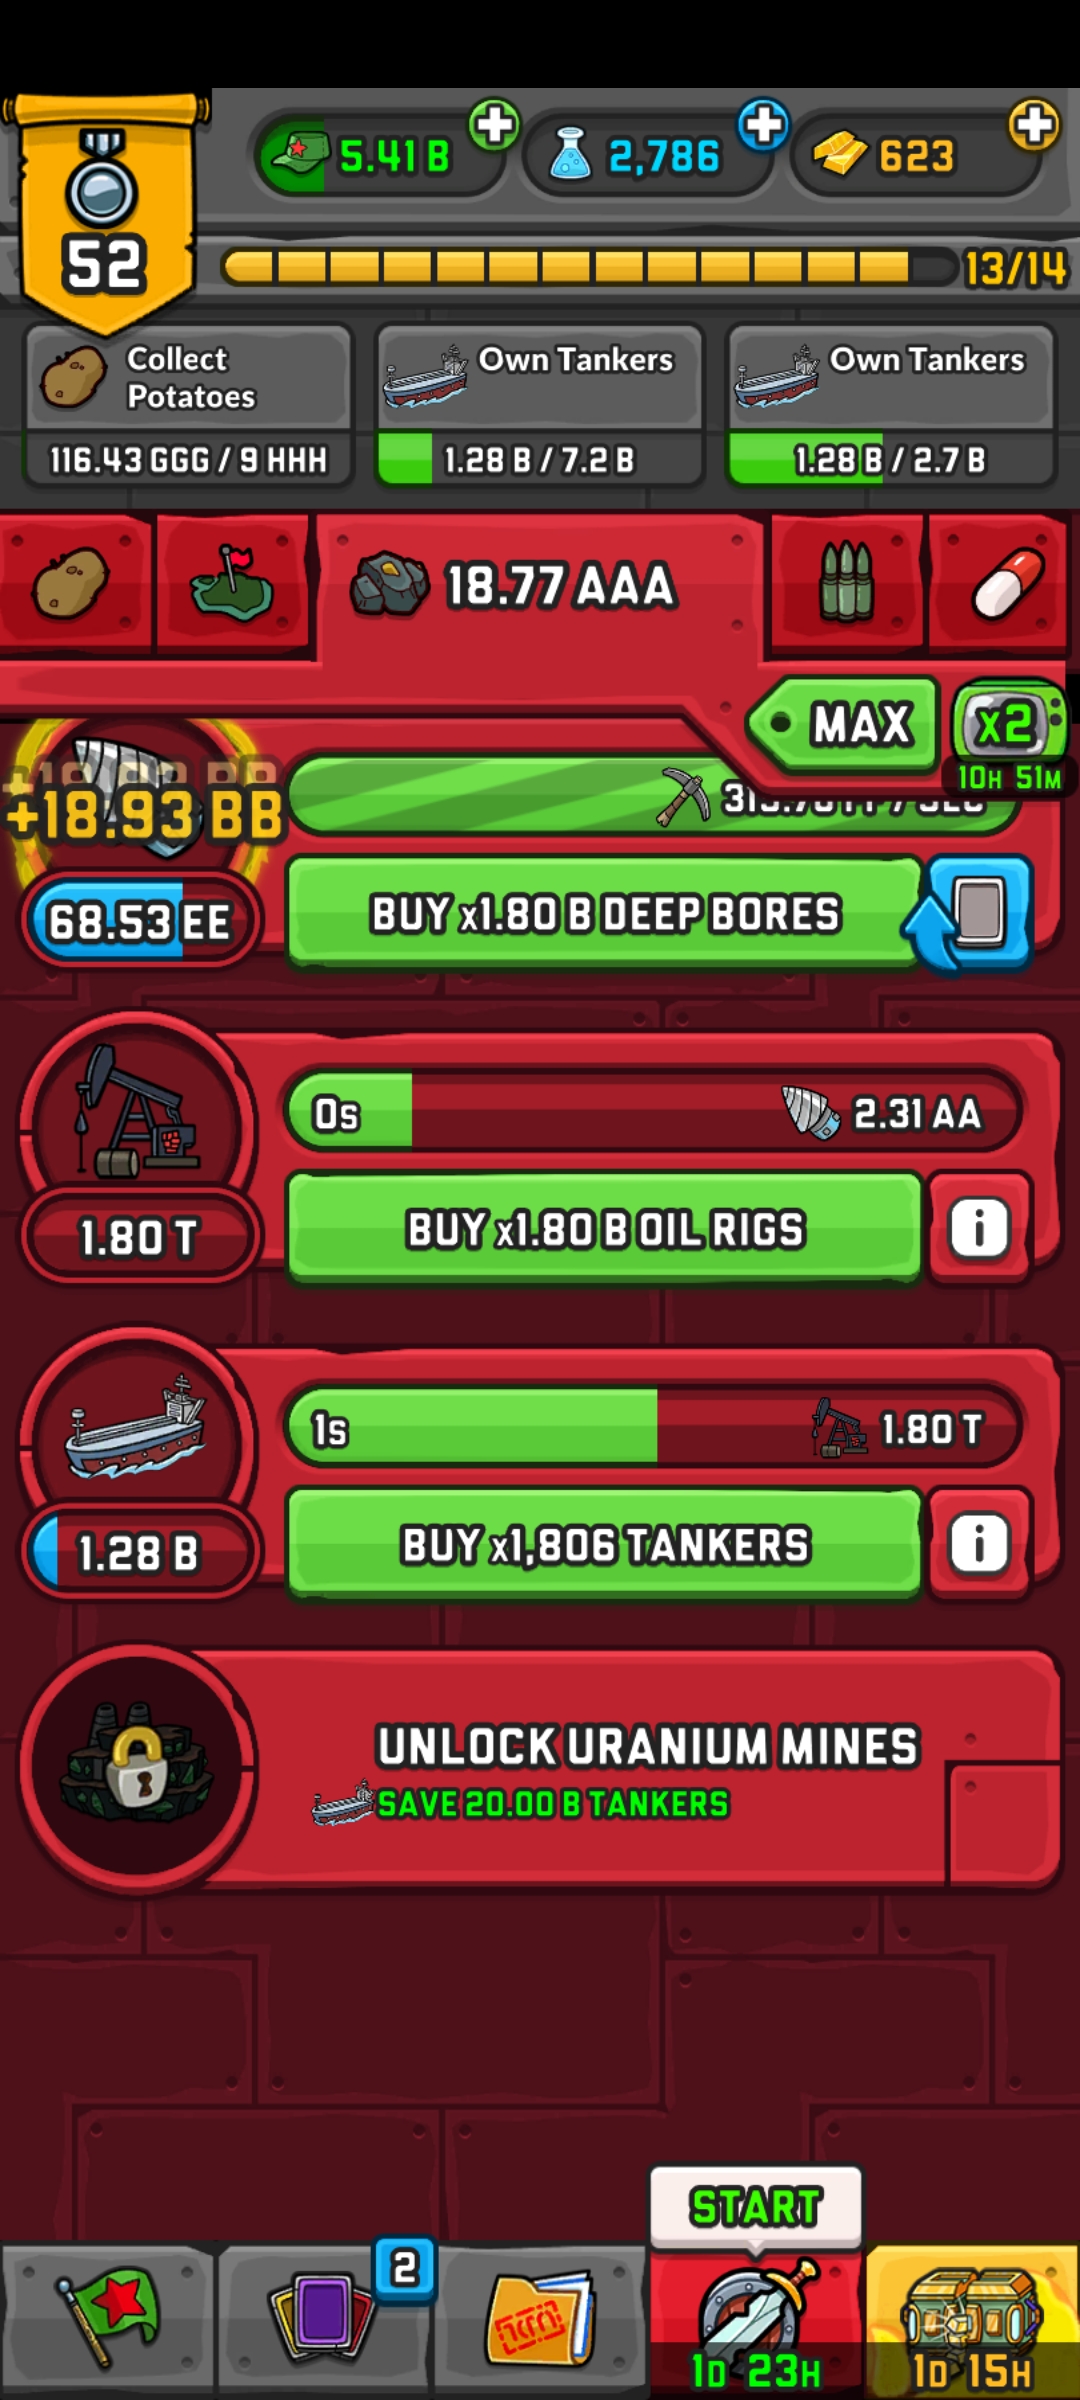 5.41 B
2,786
623
52
13/14
Collect
Potatoes
116.43 GGG / 9 HHH
Own Tankers
1.28 B / 7.2 B
Own Tankers
1.28 B / 2.7 B
18.77 AAA
MAX
x2
10H 51M
+18.93 BB
/ SEC
68.53 EE
BUY x1.80 B DEEP BORES
0s
2.31 AA
1.80 T
BUY x1.80 B OIL RIGS
i
1s
1.80 T
1.28 B
BUY x1,806 TANKERS
i
UNLOCK URANIUM MINES
SAVE 20.00 B TANKERS
START
2
1D 23H
1D 15H